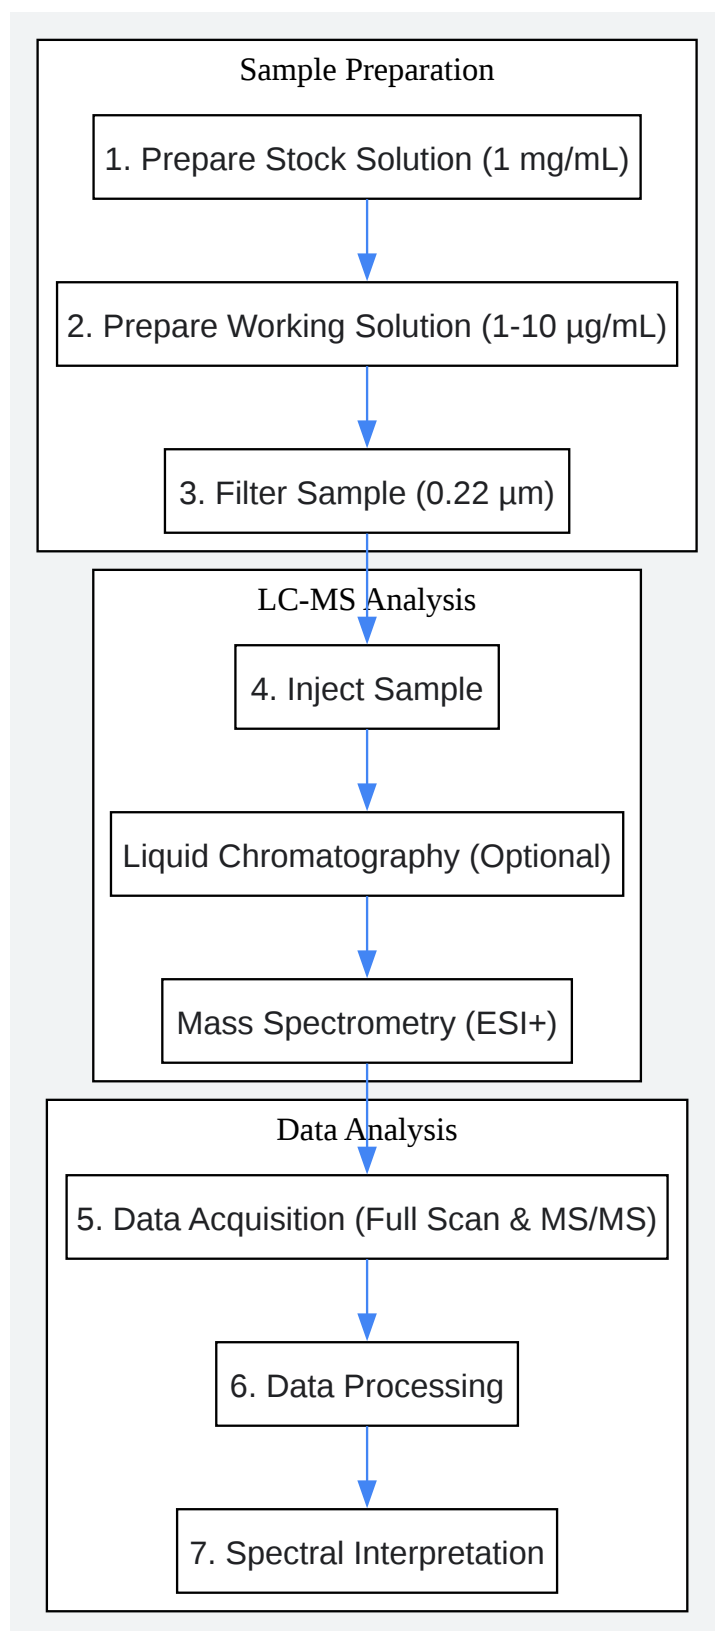 Sample Preparation
1. Prepare Stock Solution (1 mg/mL)
2. Prepare Working Solution (1-10 µg/mL)
3. Filter Sample (0.22 µm)
LC-MS Analysis
4. Inject Sample
Liquid Chromatography (Optional)
Mass Spectrometry (ESI+)
Data Analysis
5. Data Acquisition (Full Scan & MS/MS)
6. Data Processing
7. Spectral Interpretation